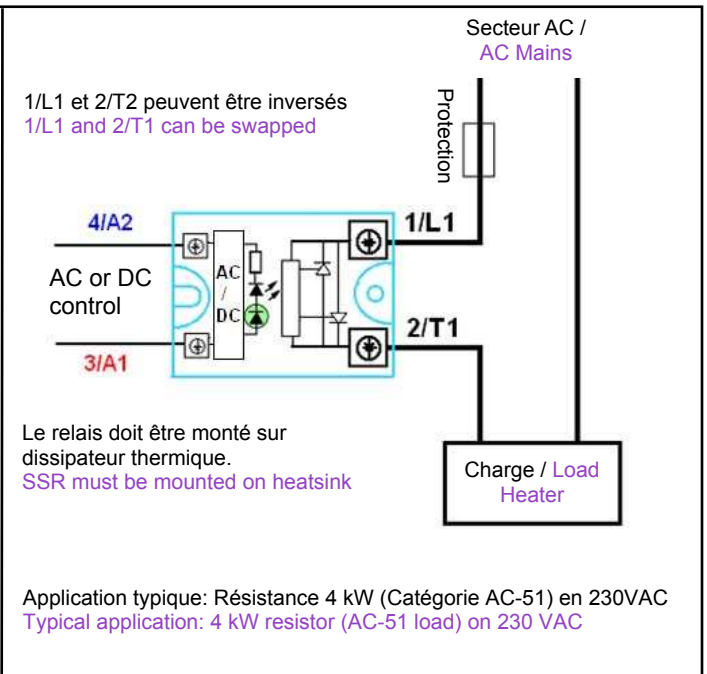 Secteur AC /
AC Mains
1/L1 et 2/T2 peuvent être inversés
1/L1 and 2/T1 can be swapped
Protection
4/A2
1/L1
AC or DC
control
AC
/
DC
3/A1
2/T1
Le relais doit être monté sur
dissipateur thermique.
SSR must be mounted on heatsink
Charge / Load
Heater
Application typique: Résistance 4 kW (Catégorie AC-51) en 230VAC
Typical application: 4 kW resistor (AC-51 load) on 230 VAC